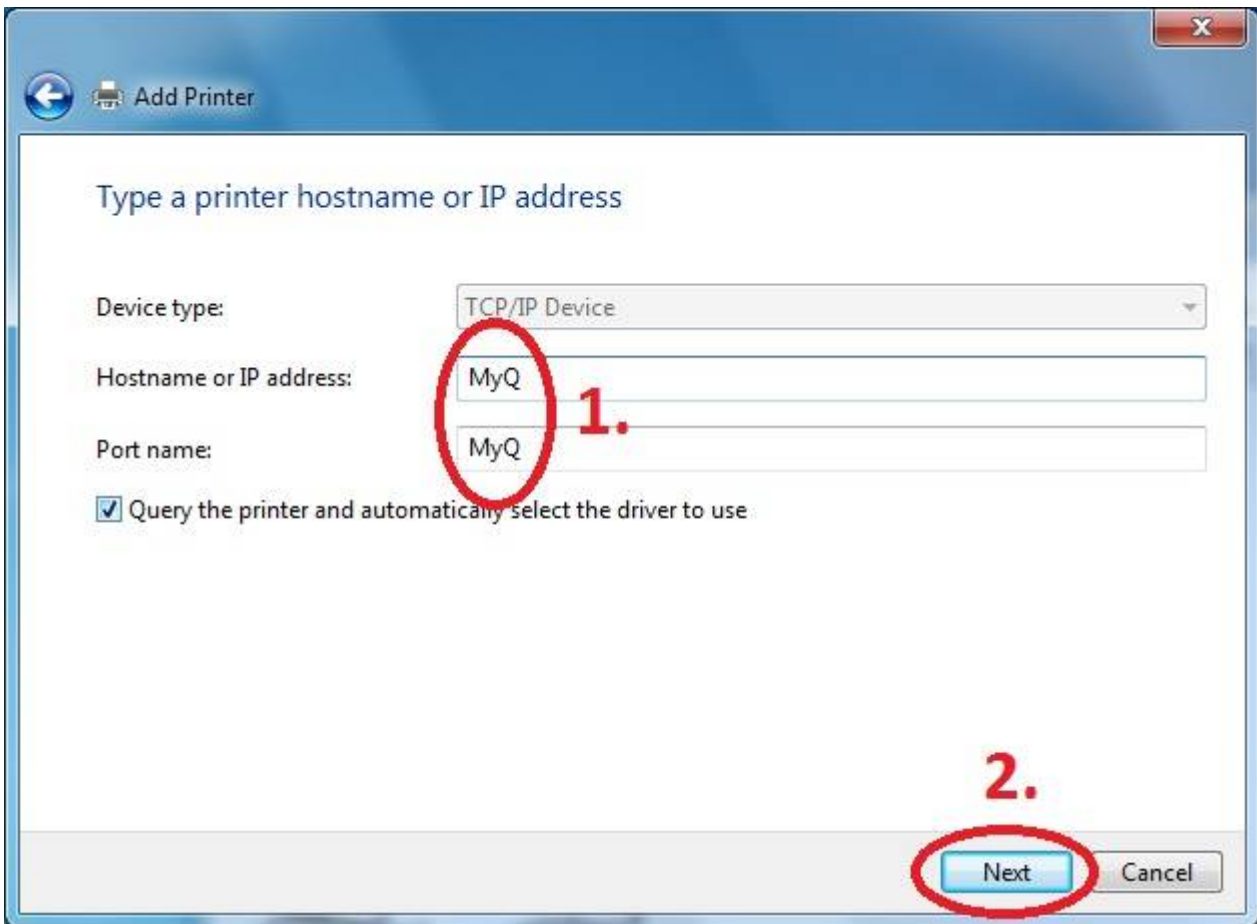 x
Add Printer
Type a printer hostname or IP address
Device type: TCP/IP Device
Hostname or IP address: MyQ
1.
Port name: MyQ
Query the printer and automatically select the driver to use
2.
Next Cancel